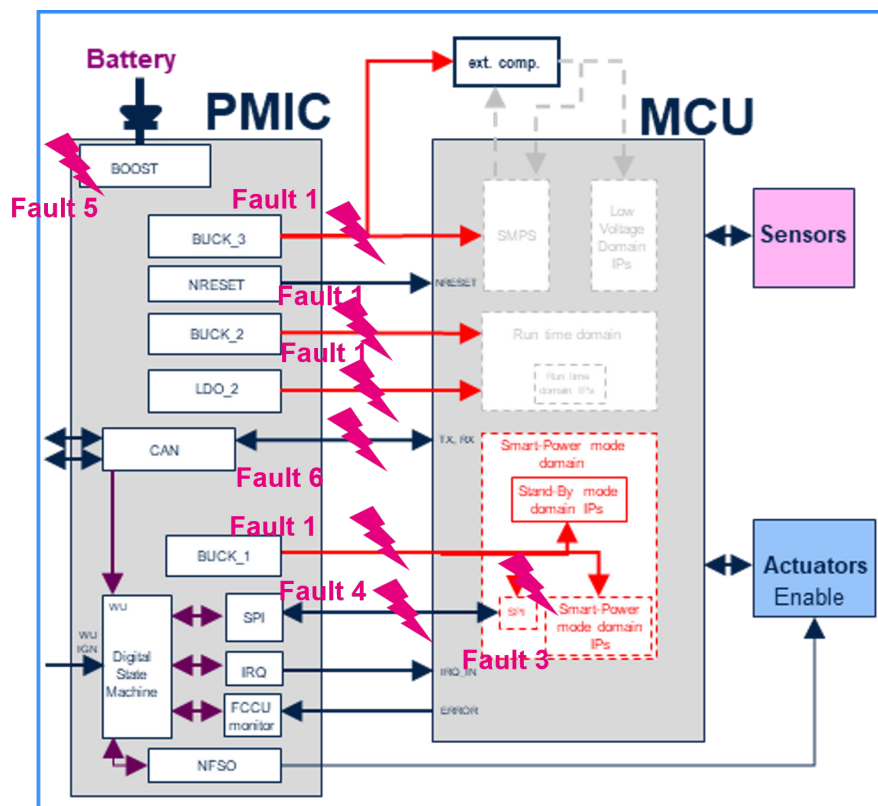 Battery
PMIC
ext. comp.
MCU
BOOST
Fault 5
Fault 1
BUCK_3
SMPS
Low
Voltage
Domain
IPs
Sensors
NRESET
NRESET
Fault 1
BUCK_2
Run time domain
Fault 1
LDO_2
Run time
domain IPs
CAN
TX, RX
Smart-Power mode
domain
Fault 6
Stand-By mode
domain IPs
Fault 1
BUCK_1
Actuators
Enable
Fault 4
WU
SPI
SPI
Smart-Power
mode domain
IPs
WU
IGN
Digital
State
Machine
Fault 3
IRQ
IRQ_IN
FCCU
monitor
ERROR
NFSO